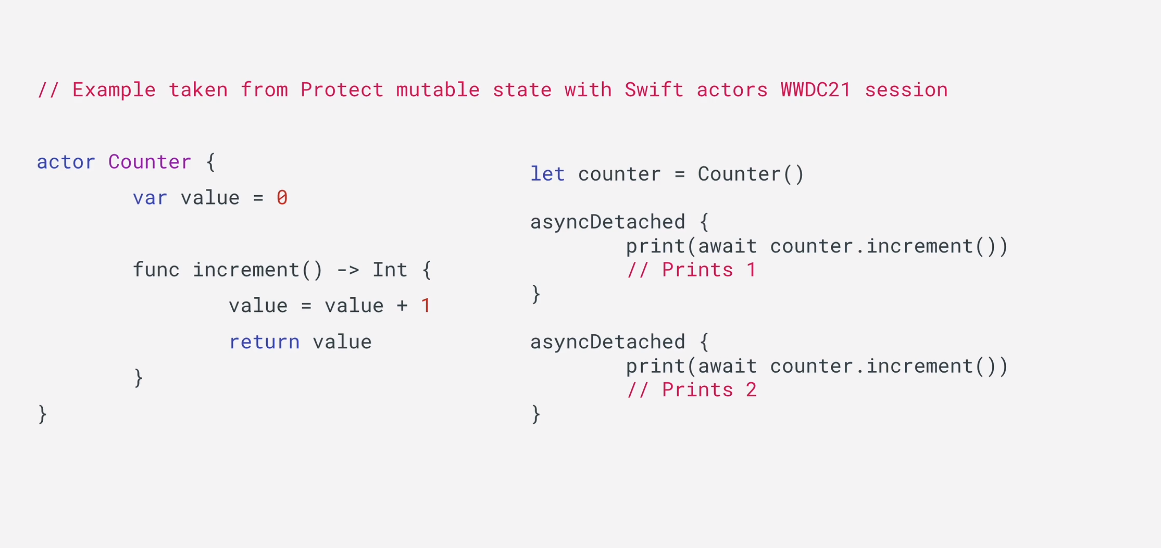 // Example taken from Protect mutable state with Swift actors WWDC21 session
actor Counter {
var value = 0
func increment() -> Int {
value = value + 1
return value
}
}
let counter = Counter()
asyncDetached {
print(await counter.increment())
// Prints 1
}
asyncDetached {
print(await counter.increment())
// Prints 2
}